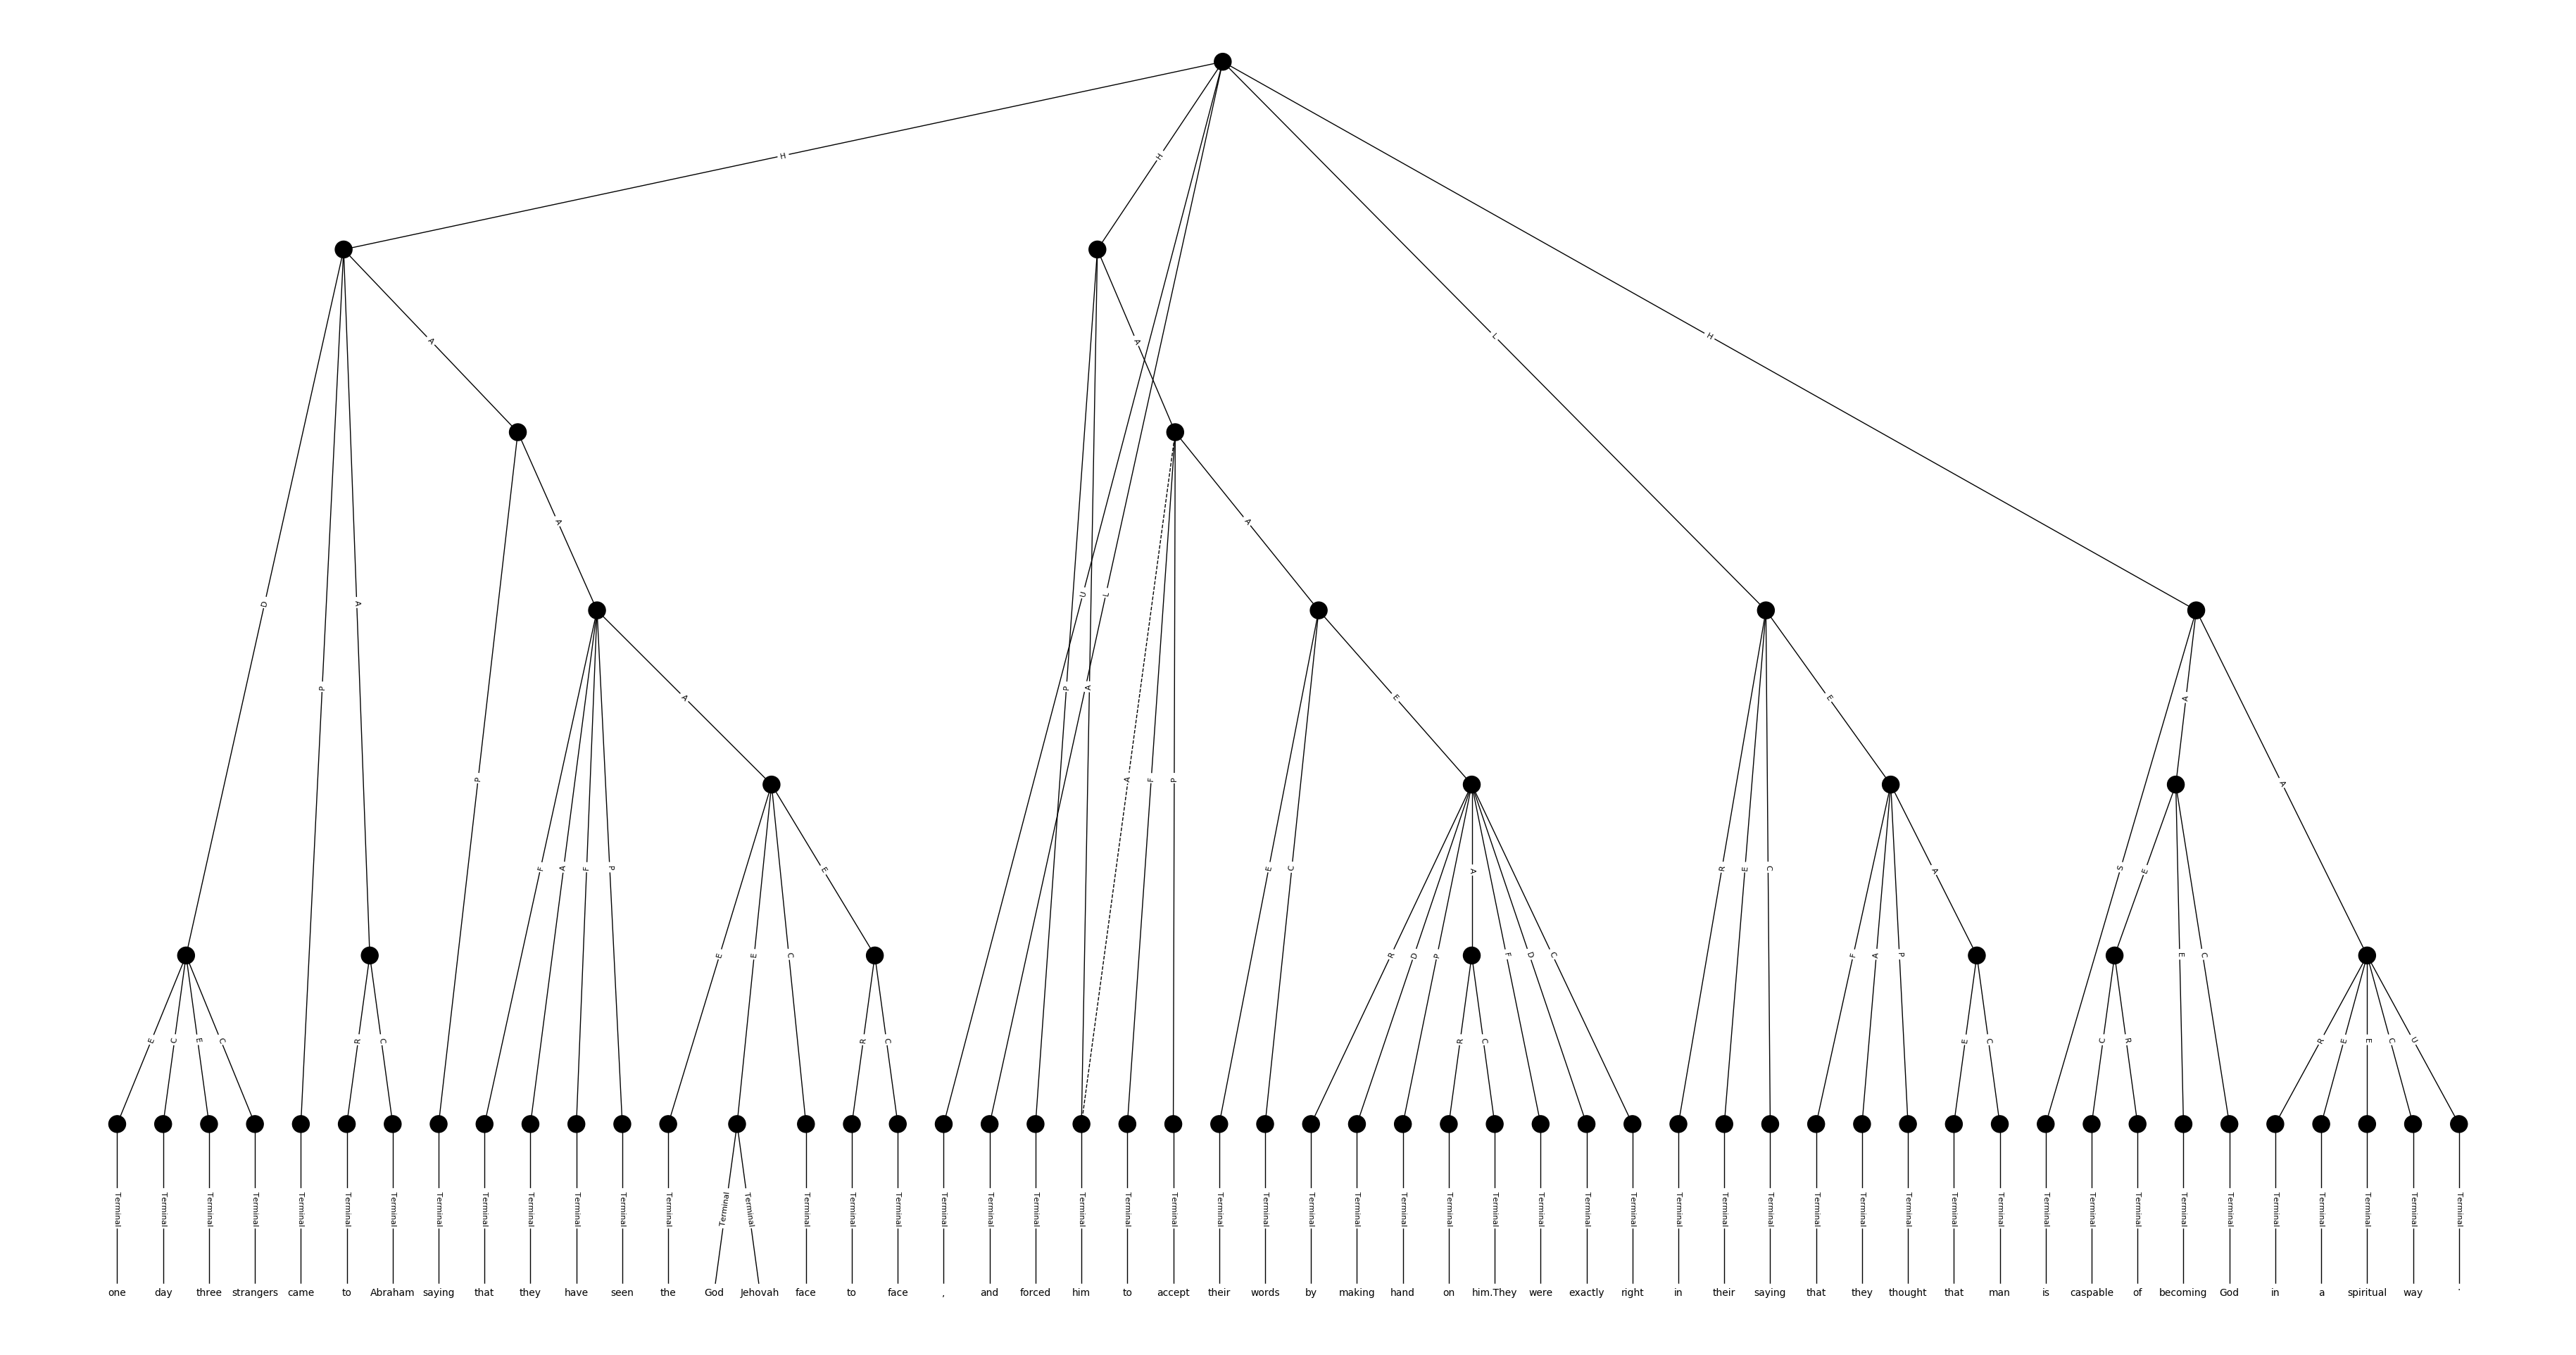 H H
H L
A A
A A
D A U L
P P A A E E A
P F P
F A F P E E C R E C S E A
E E C E R D P F D C F A P C E C
E C E C R C R C R C E C C R R E E C U
Terminal Terminal Terminal Terminal Terminal Terminal Terminal Terminal Terminal Terminal Terminal Terminal Terminal Terminal Terminal Terminal Terminal Terminal Terminal Terminal Terminal Terminal Terminal Terminal Terminal Terminal Terminal Terminal Terminal Terminal Terminal Terminal Terminal Terminal Terminal Terminal Terminal Terminal Terminal Terminal Terminal Terminal Terminal Terminal Terminal Terminal Terminal Terminal Terminal Terminal Terminal
one day three strangers came to Abraham saying that they have seen the God Jehovah face to face , and forced him to accept their words by making hand on him.They were exactly right in their saying that they thought that man is caspable of becoming God in a spiritual way .